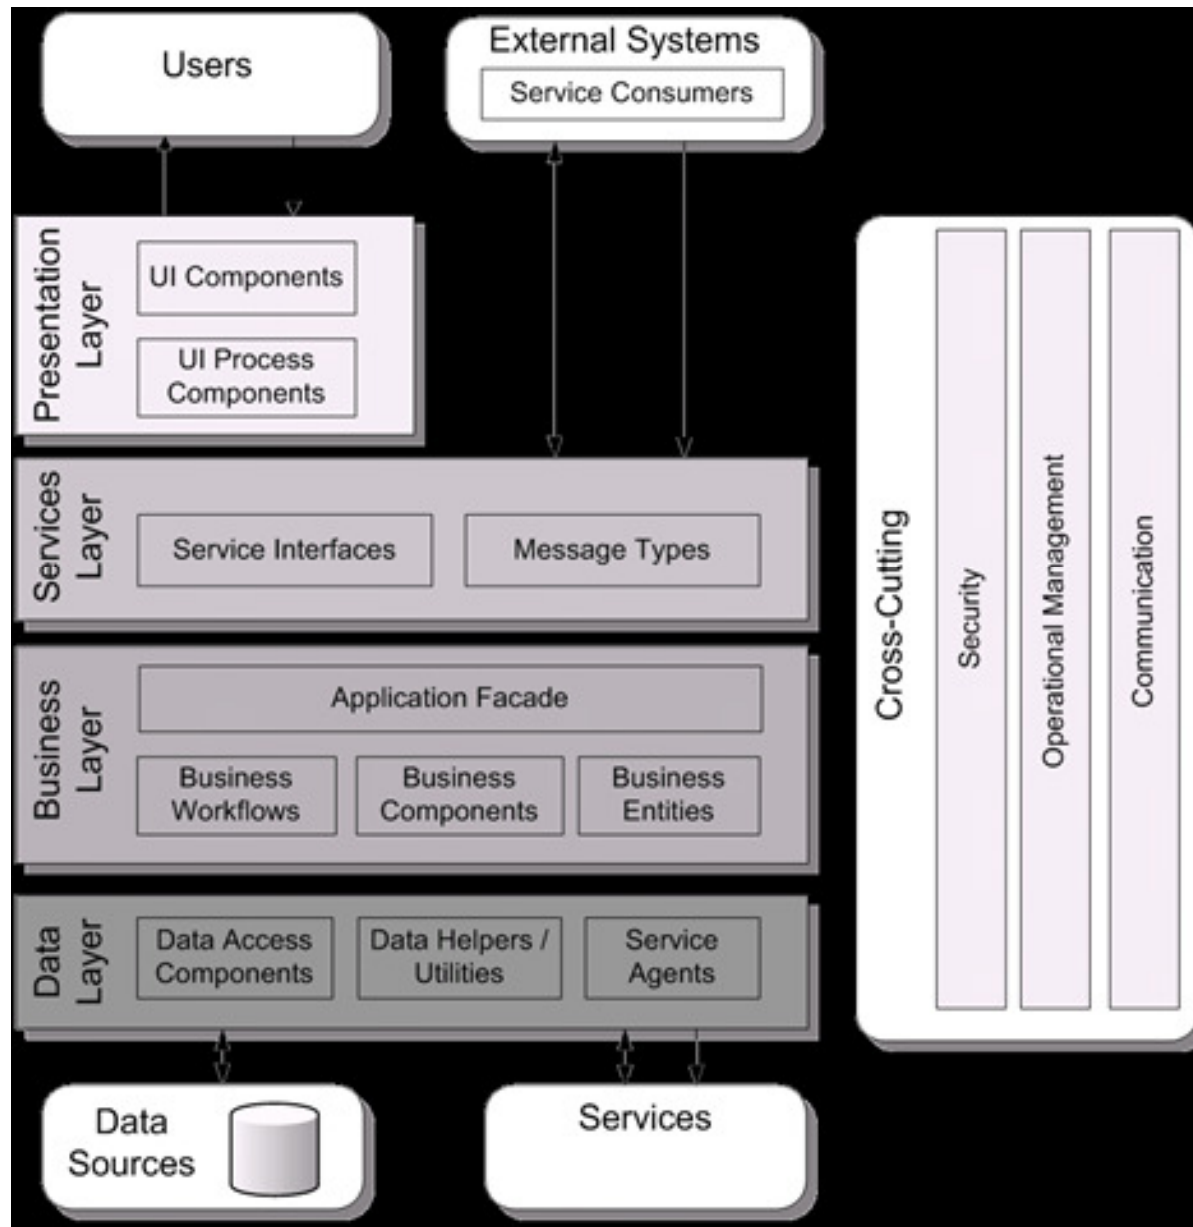 Users
External Systems
Service Consumers
Presentation
Layer
UI Components
UI Process
Components
Services
Layer
Service Interfaces
Message Types
Business
Layer
Application Facade
Business
Workflows
Business
Components
Business
Entities
Data
Layer
Data Access
Components
Data Helpers /
Utilities
Service
Agents
Data
Sources
Services
Cross-Cutting
Security
Operational Management
Communication